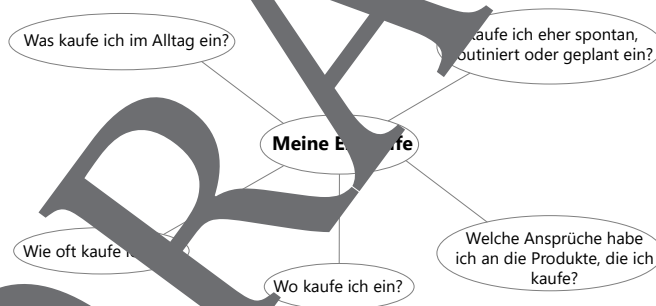 Was kaufe ich im Alltag ein?
kaufe ich eher spontan,
routiniert oder geplant ein?
Meine
Wie oft kaufe
Welche Ansprüche habe
ich an die Produkte, die ich
kaufe?
Wo kaufe ich ein?